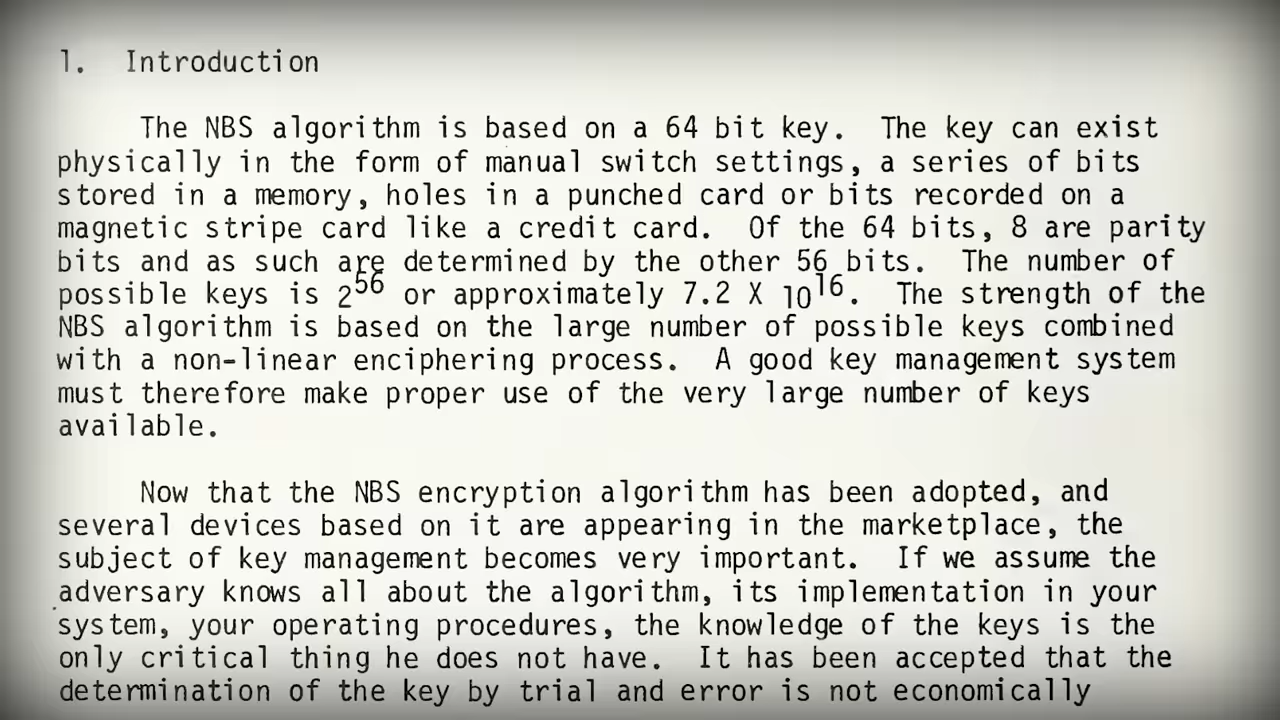 1. Introduction
The NBS algorithm is based on a 64 bit key. The key can exist
physically in the form of manual switch settings, a series of bits
stored in a memory, holes in a punched card or bits recorded on a
magnetic stripe card like a credit card. Of the 64 bits, 8 are parity
bits and as such are determined by the other 56 bits. The number of
possible keys is 2⁵⁶ or approximately 7.2 X 10¹⁶. The strength of the
NBS algorithm is based on the large number of possible keys combined
with a non-linear enciphering process. A good key management system
must therefore make proper use of the very large number of keys
available.
Now that the NBS encryption algorithm has been adopted, and
several devices based on it are appearing in the marketplace, the
subject of key management becomes very important. If we assume the
adversary knows all about the algorithm, its implementation in your
system, your operating procedures, the knowledge of the keys is the
only critical thing he does not have. It has been accepted that the
determination of the key by trial and error is not economically